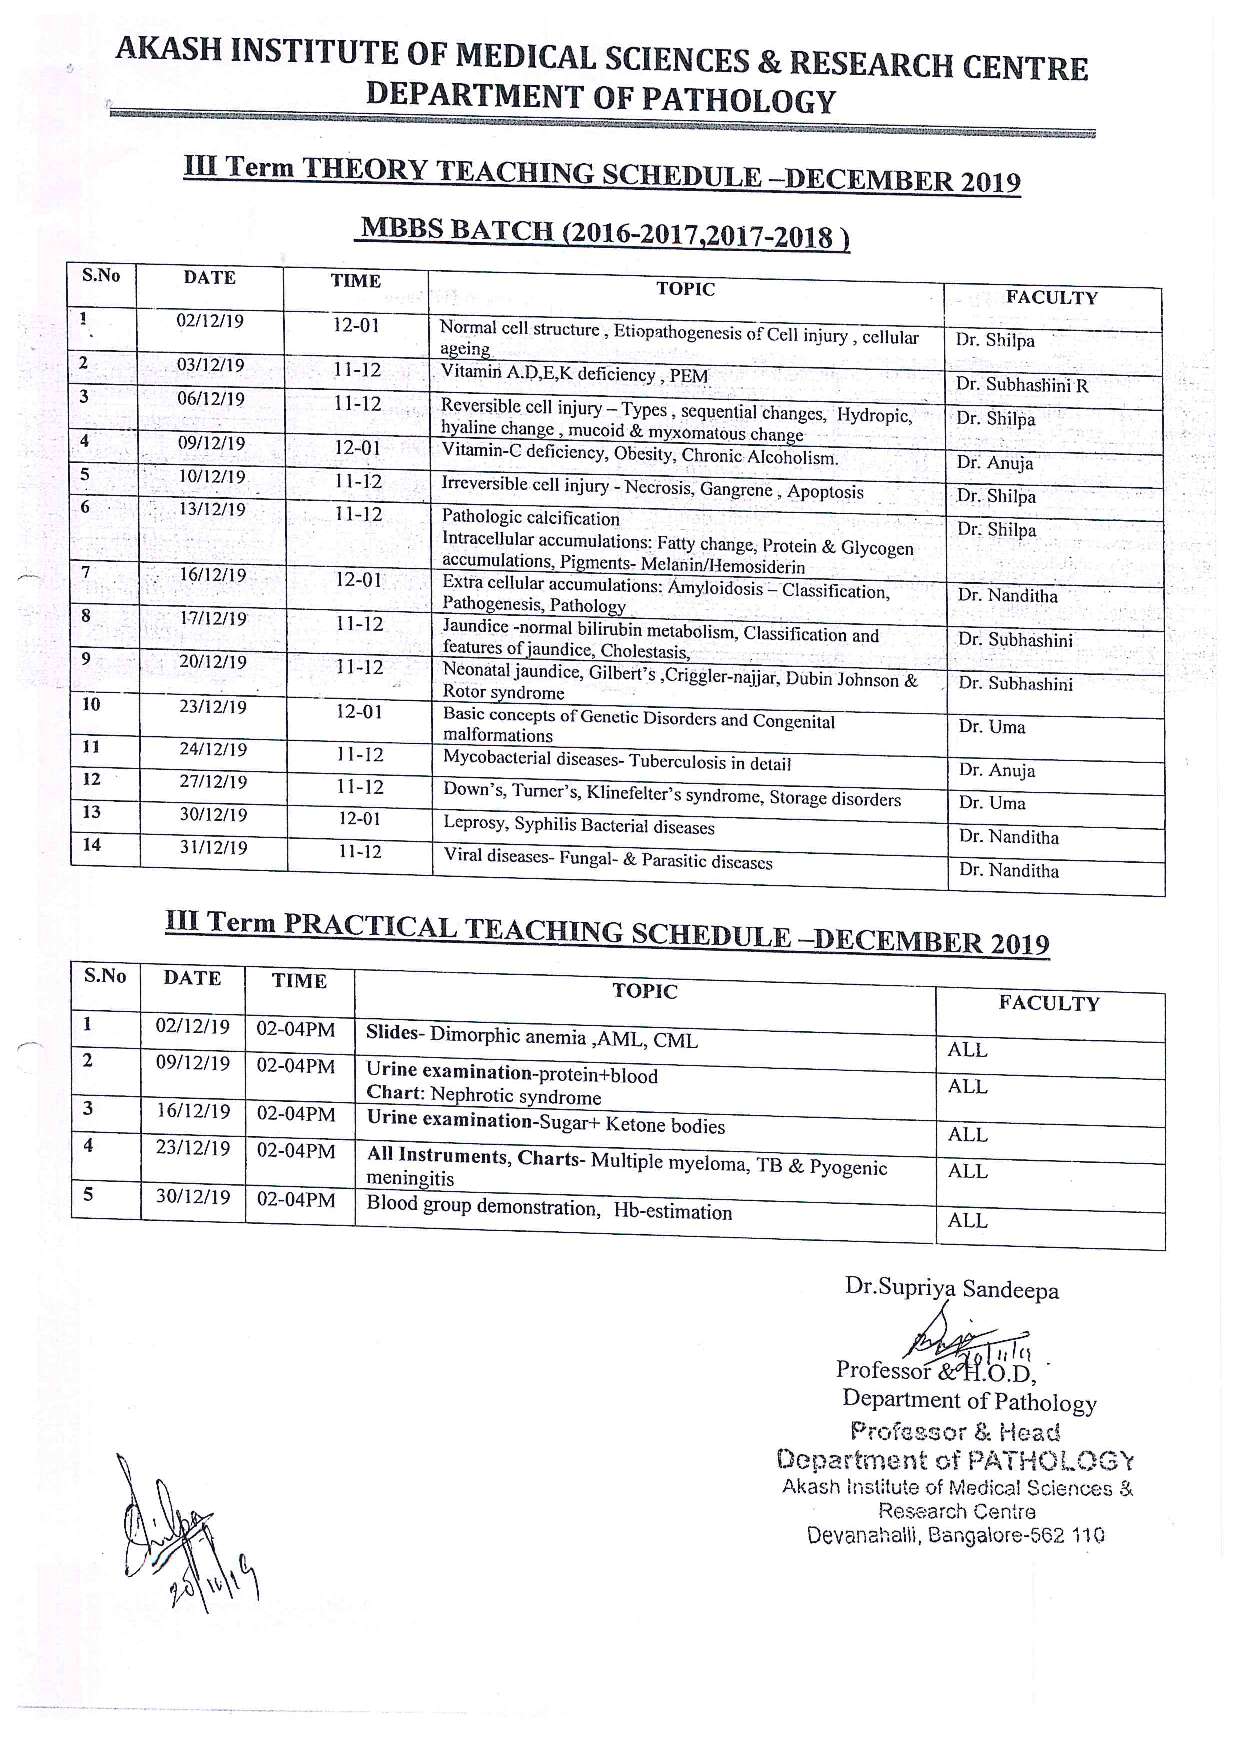 AKASH INSTITUTE OF MEDICAL SCIENCES & RESEARCH CENTRE
DEPARTMENT OF PATHOLOGY
III Term THEORY TEACHING SCHEDULE –DECEMBER 2019
MBBS BATCH (2016-2017,2017-2018 )
S.No DATE TIME TOPIC FACULTY
1 02/12/19 12-01 Normal cell structure , Etiopathogenesis of Cell injury , cellular Dr. Shilpa
ageing
2 03/12/19 11-12 Vitamin A.D,E,K deficiency , PEM Dr. Subhashini R
3 06/12/19 11-12 Reversible cell injury – Types , sequential changes, Hydropic, Dr. Shilpa
hyaline change , mucoid & myxomatous change
4 09/12/19 12-01 Vitamin-C deficiency, Obesity, Chronic Alcoholism. Dr. Anuja
5 10/12/19 11-12 Irreversible cell injury - Necrosis, Gangrene , Apoptosis Dr. Shilpa
6 13/12/19 11-12 Pathologic calcification Dr. Shilpa
Intracellular accumulations: Fatty change, Protein & Glycogen
accumulations, Pigments- Melanin/Hemosiderin
7 16/12/19 12-01 Extra cellular accumulations: Amyloidosis – Classification, Dr. Nanditha
Pathogenesis, Pathology
8 17/12/19 11-12 Jaundice -normal bilirubin metabolism, Classification and Dr. Subhashini
features of jaundice, Cholestasis,
9 20/12/19 11-12 Neonatal jaundice, Gilbert's ,Criggler-najjar, Dubin Johnson & Dr. Subhashini
Rotor syndrome
10 23/12/19 12-01 Basic concepts of Genetic Disorders and Congenital Dr. Uma
malformations
11 24/12/19 11-12 Mycobacterial diseases- Tuberculosis in detail Dr. Anuja
12 27/12/19 11-12 Down's, Turner's, Klinefelter's syndrome, Storage disorders Dr. Uma
13 30/12/19 12-01 Leprosy, Syphilis Bacterial diseases Dr. Nanditha
14 31/12/19 11-12 Viral diseases- Fungal- & Parasitic diseases Dr. Nanditha
III Term PRACTICAL TEACHING SCHEDULE –DECEMBER 2019
S.No DATE TIME TOPIC FACULTY
1 02/12/19 02-04PM Slides- Dimorphic anemia ,AML, CML ALL
2 09/12/19 02-04PM Urine examination-protein+blood ALL
Chart: Nephrotic syndrome
3 16/12/19 02-04PM Urine examination-Sugar+ Ketone bodies ALL
4 23/12/19 02-04PM All Instruments, Charts- Multiple myeloma, TB & Pyogenic ALL
meningitis
5 30/12/19 02-04PM Blood group demonstration, Hb-estimation ALL
Dr.Supriya Sandeepa
Professor & H.O.D,
Department of Pathology
Professor & Head
Department of PATHOLOGY
Akash Institute of Medical Sciences &
Research Centre
Devanahalli, Bangalore-562 110
Shilpa